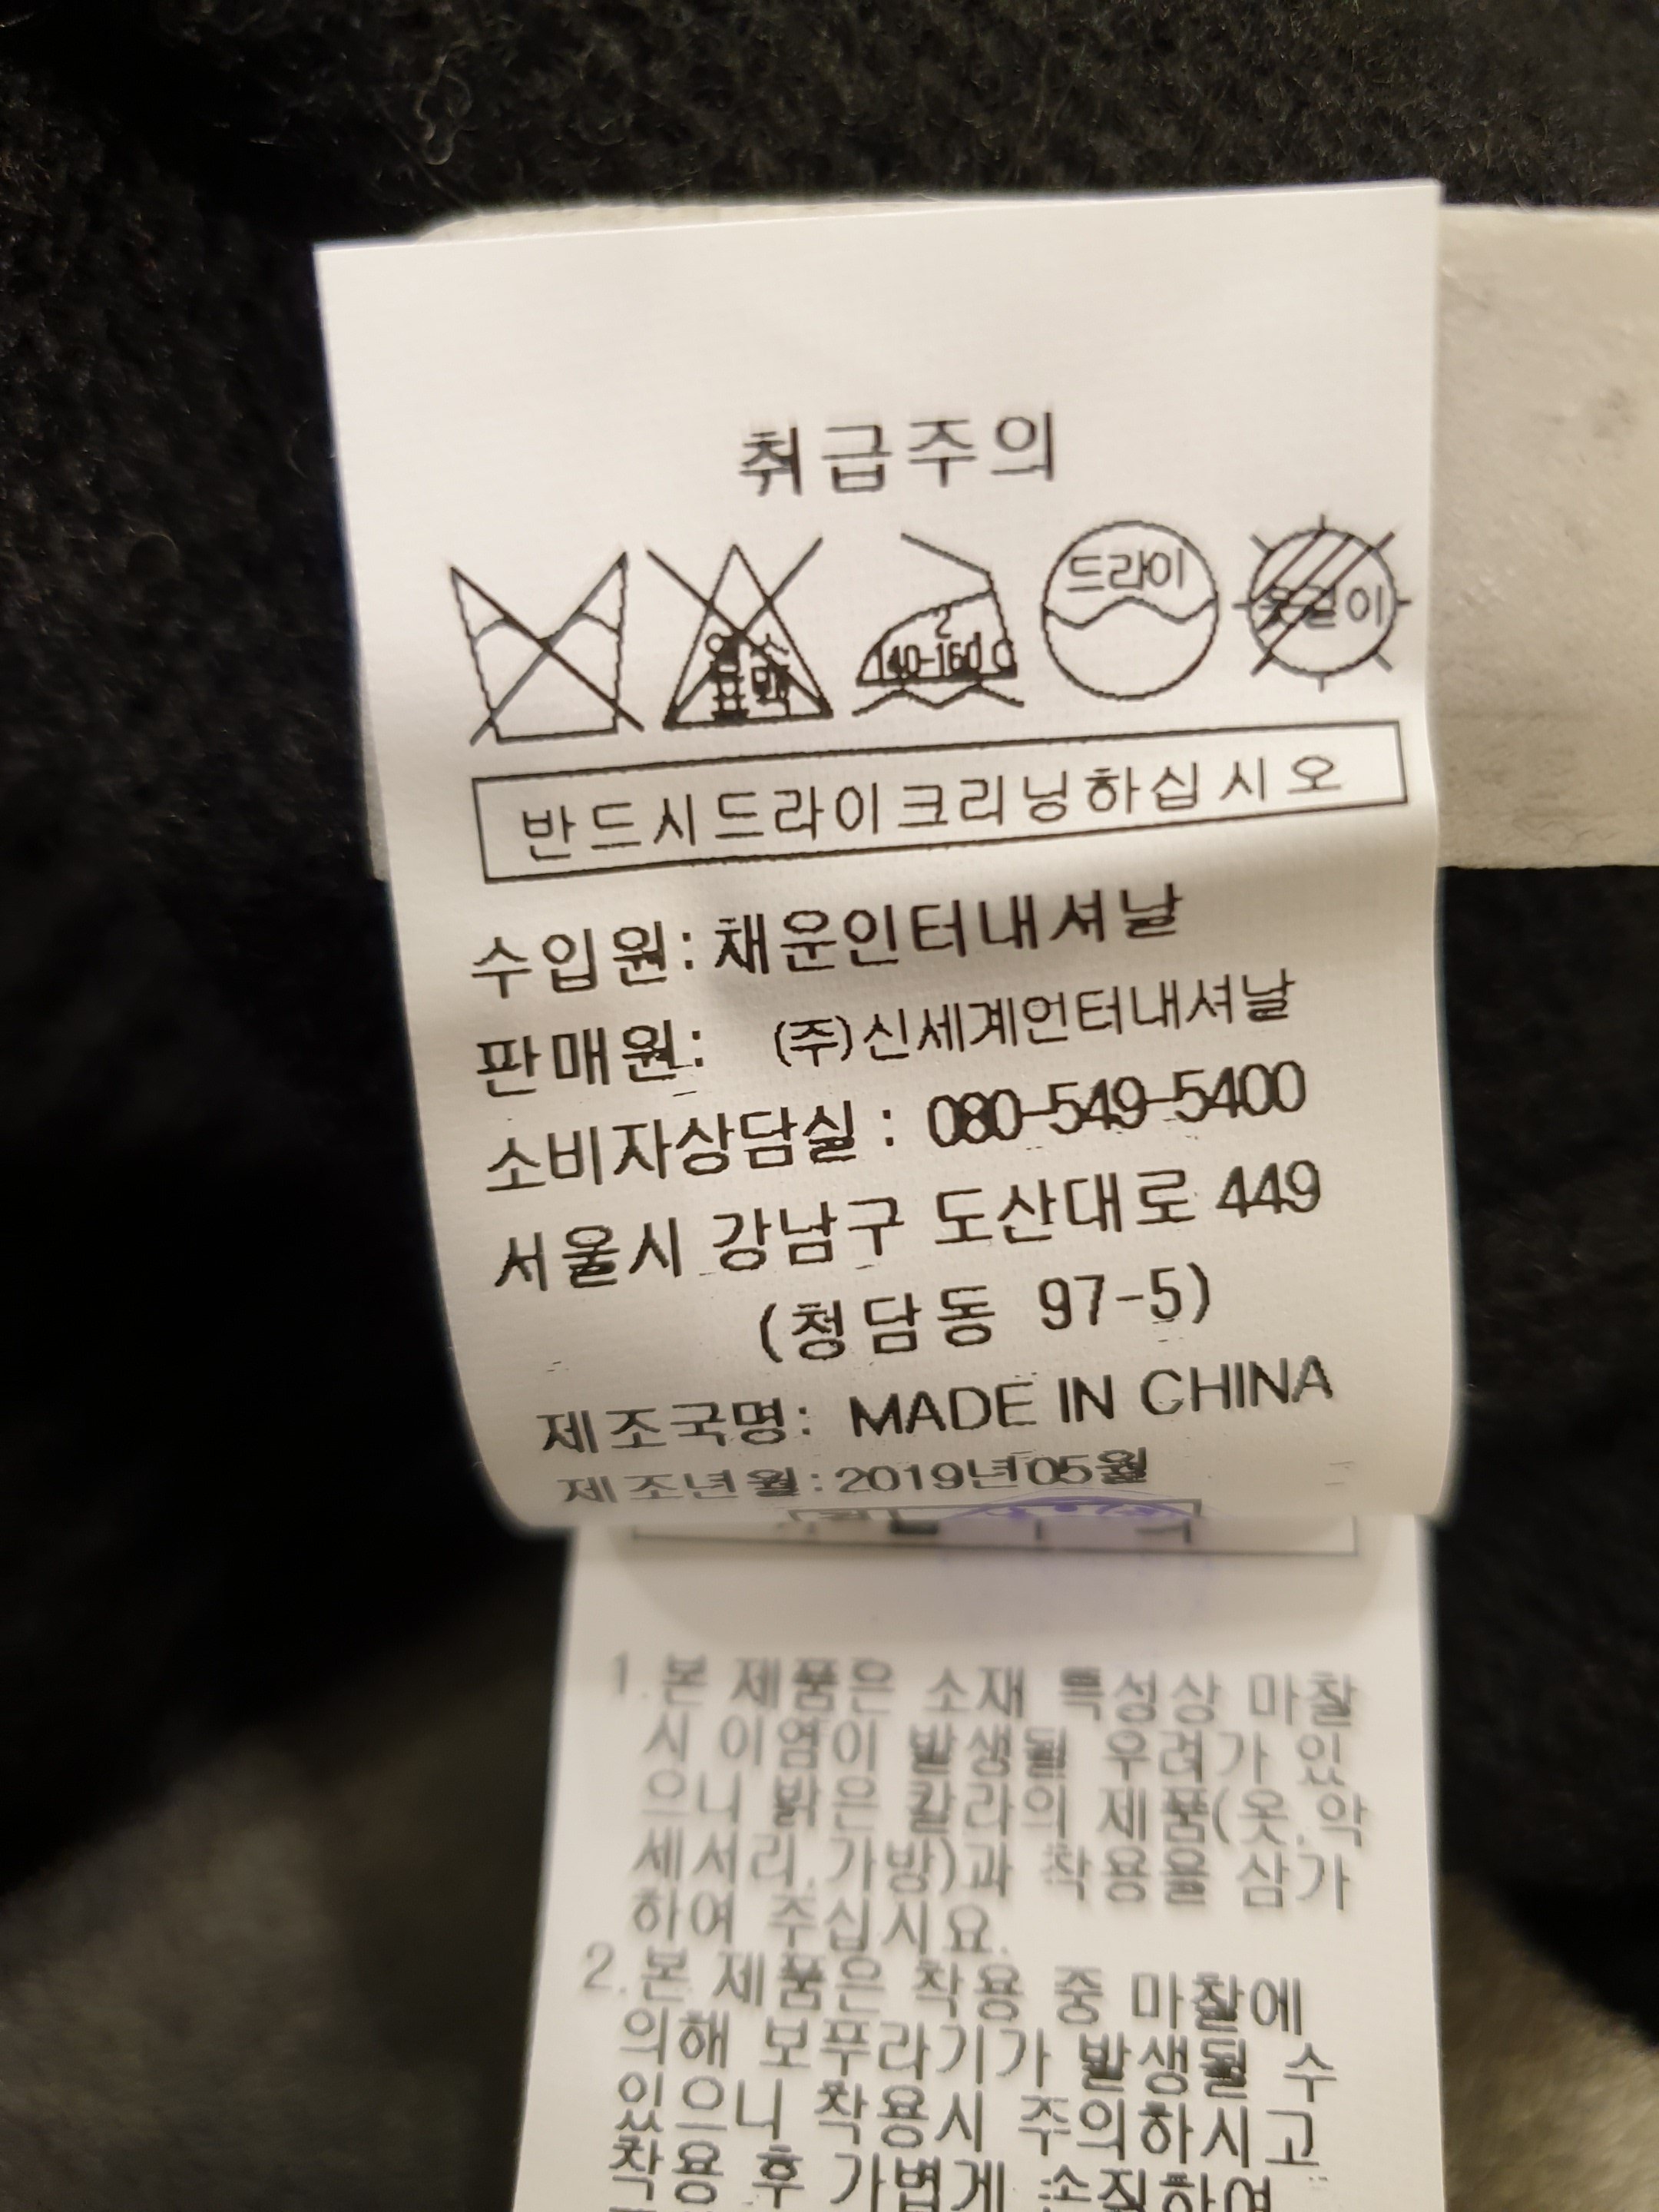 취급주의
염소
표백
2
140-160℃
드라이
옷걸이
반드시드라이크리닝하십시오
수입원: 채운인터내셔날
판매원: (주)신세계언터내셔날
소비자상담실 : 080-549-5400
서울시 강남구 도산대로 449
(청담동 97-5)
제조국명: MADE IN CHINA
제조년월:2019년05월
1.본 제품은 소재 특성상 마찰
시 이염이 발생될 우려가 있
으니 밝은 칼라의 제품(옷.악
세서리.가방)과 착용을 삼가
하여 주십시요.
2.본 제품은 착용 중 마찰에
의해 보푸라기가 발생될 수
있으니 착용시 주의하시고
착용 후 가볍게 손질하여